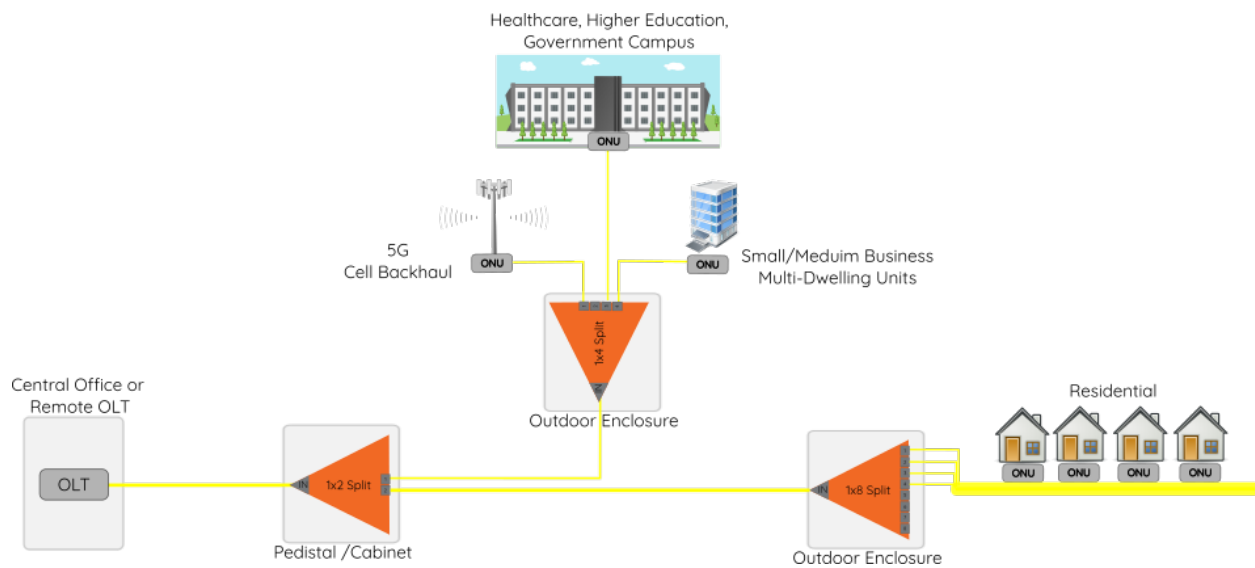 Healthcare, Higher Education,
Government Campus
ONU
5G
Cell Backhaul
ONU
ONU
Small/Meduim Business
Multi-Dwelling Units
1x4 Split
IN
Outdoor Enclosure
Central Office or
Remote OLT
OLT
IN
1x2 Split
Pedistal /Cabinet
IN
1x8 Split
Outdoor Enclosure
Residential
ONU
ONU
ONU
ONU